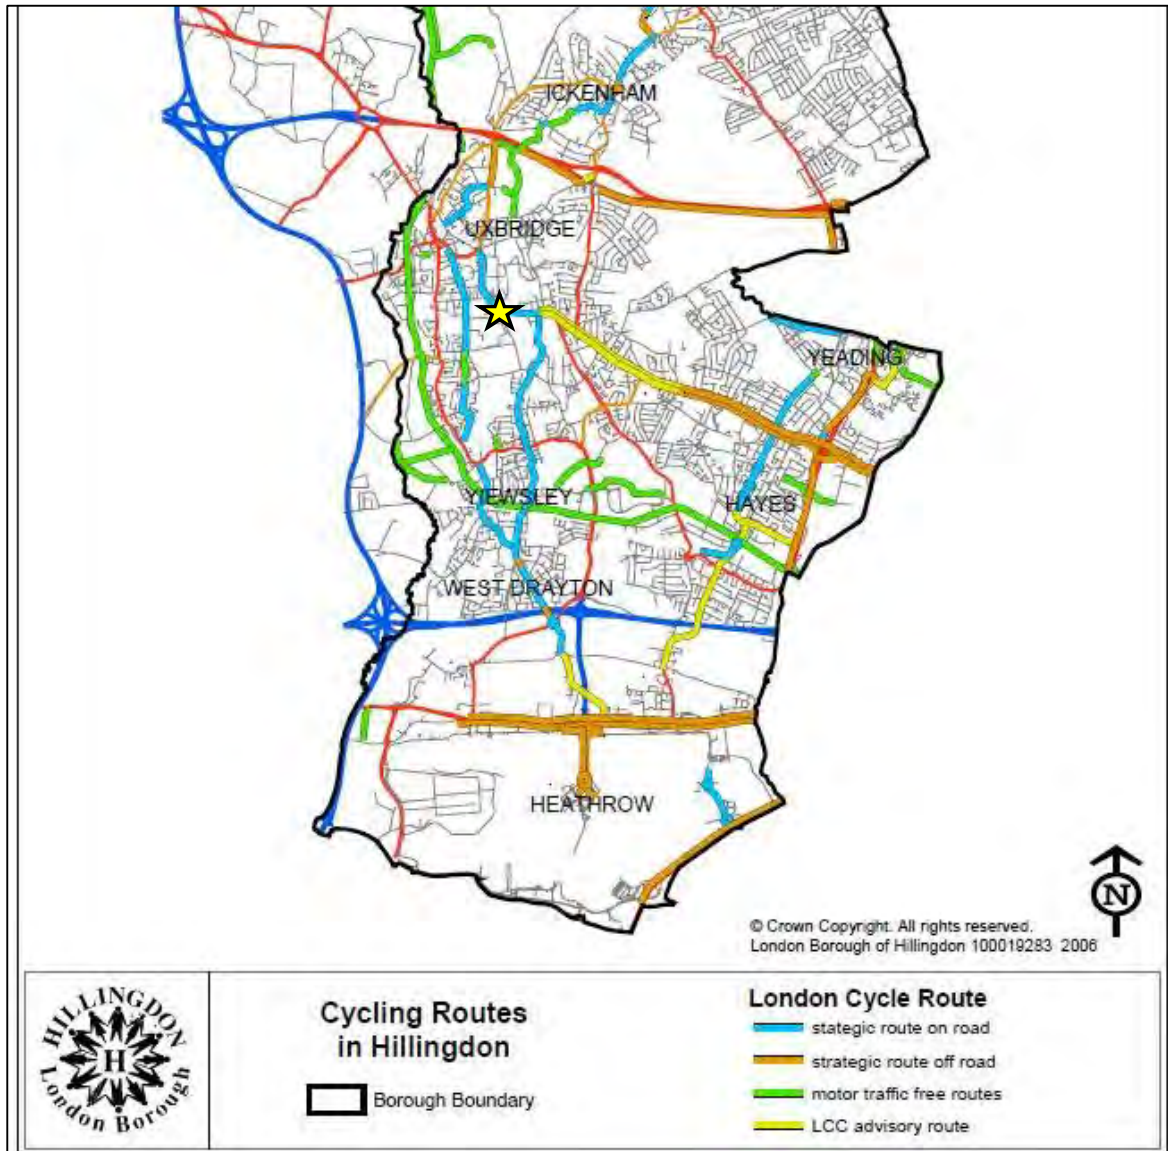 ICKENHAM
UXBRIDGE
YEADING
YIEWSLEY
HAYES
WEST DRAYTON
HEATHROW
N
© Crown Copyright. All rights reserved.
London Borough of Hillingdon 100019283 2006
HILLINGDON
H
London Borough
Cycling Routes
in Hillingdon
Borough Boundary
London Cycle Route
stategic route on road
strategic route off road
motor traffic free routes
LCC advisory route